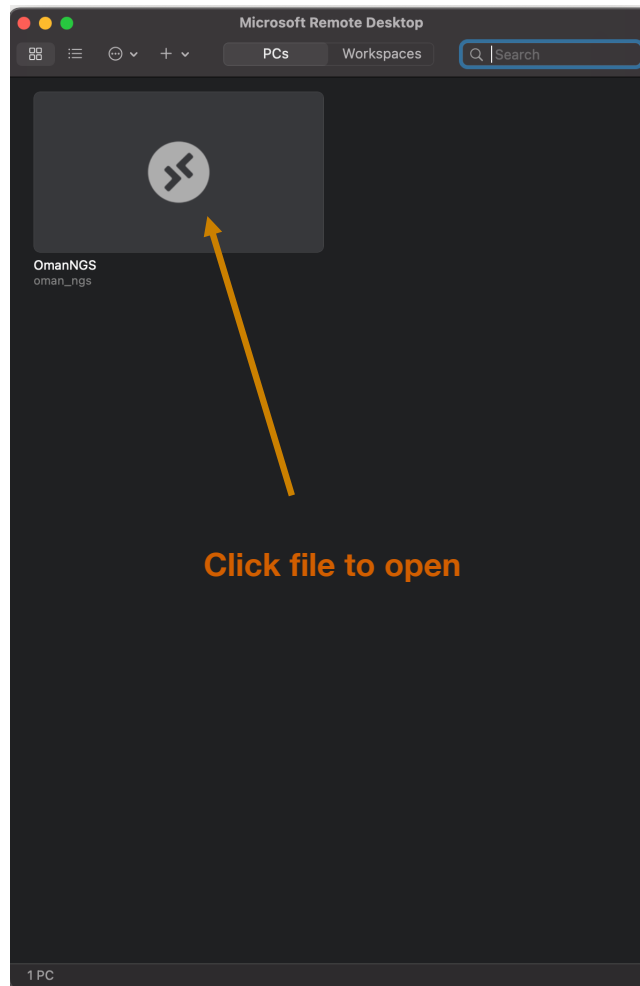 Microsoft Remote Desktop
PCs Workspaces Search
OmanNGS
oman_ngs
Click file to open
1 PC